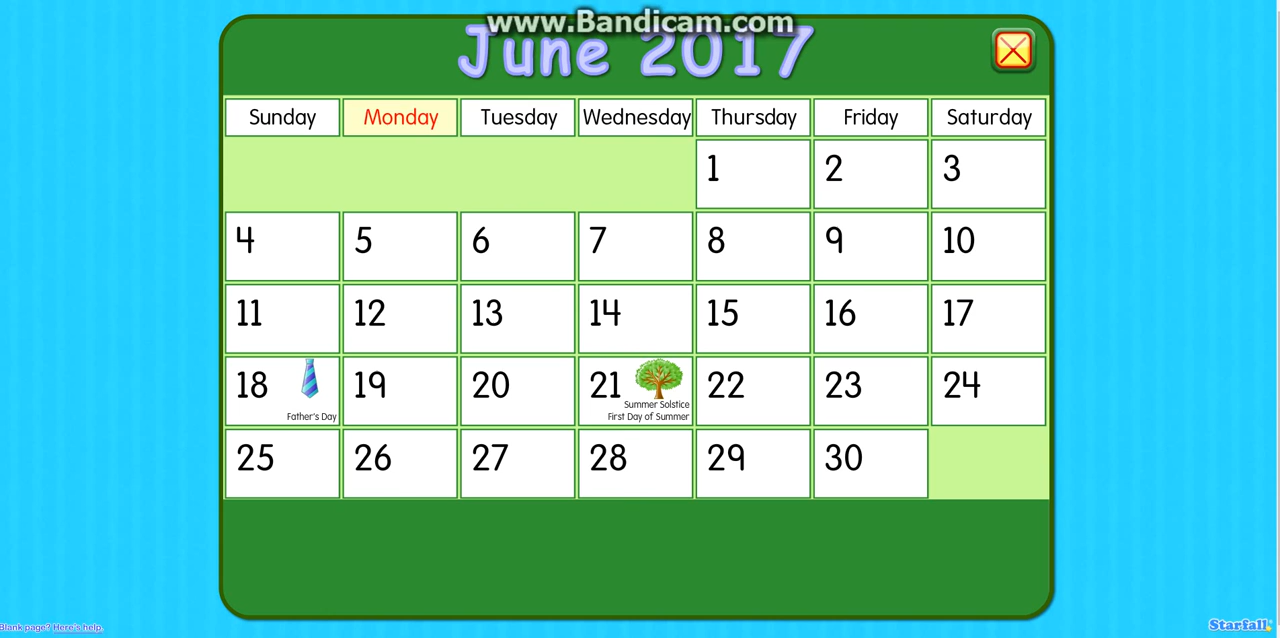 www.Bandicam.com
June 2017
Sunday Monday Tuesday Wednesday Thursday Friday Saturday
1 2 3
4 5 6 7 8 9 10
11 12 13 14 15 16 17
18 19 20 21 22 23 24
Father's Day
Summer Solstice
First Day of Summer
25 26 27 28 29 30
Blank page? Here's help.
Starfall